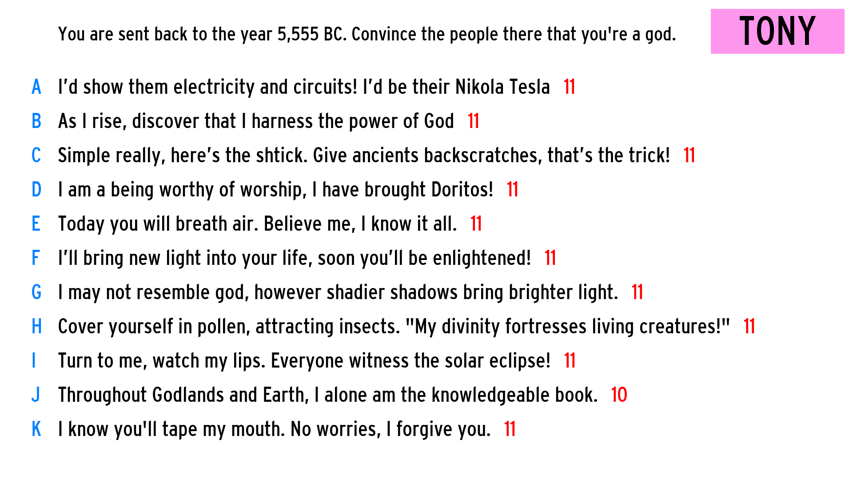 You are sent back to the year 5,555 BC. Convince the people there that you're a god.
TONY
A I'd show them electricity and circuits! I'd be their Nikola Tesla 11
B As I rise, discover that I harness the power of God 11
C Simple really, here's the shtick. Give ancients backscratches, that's the trick! 11
D I am a being worthy of worship, I have brought Doritos! 11
E Today you will breath air. Believe me, I know it all. 11
F I'll bring new light into your life, soon you'll be enlightened! 11
G I may not resemble god, however shadier shadows bring brighter light. 11
H Cover yourself in pollen, attracting insects. "My divinity fortresses living creatures!" 11
I Turn to me, watch my lips. Everyone witness the solar eclipse! 11
J Throughout Godlands and Earth, I alone am the knowledgeable book. 10
K I know you'll tape my mouth. No worries, I forgive you. 11